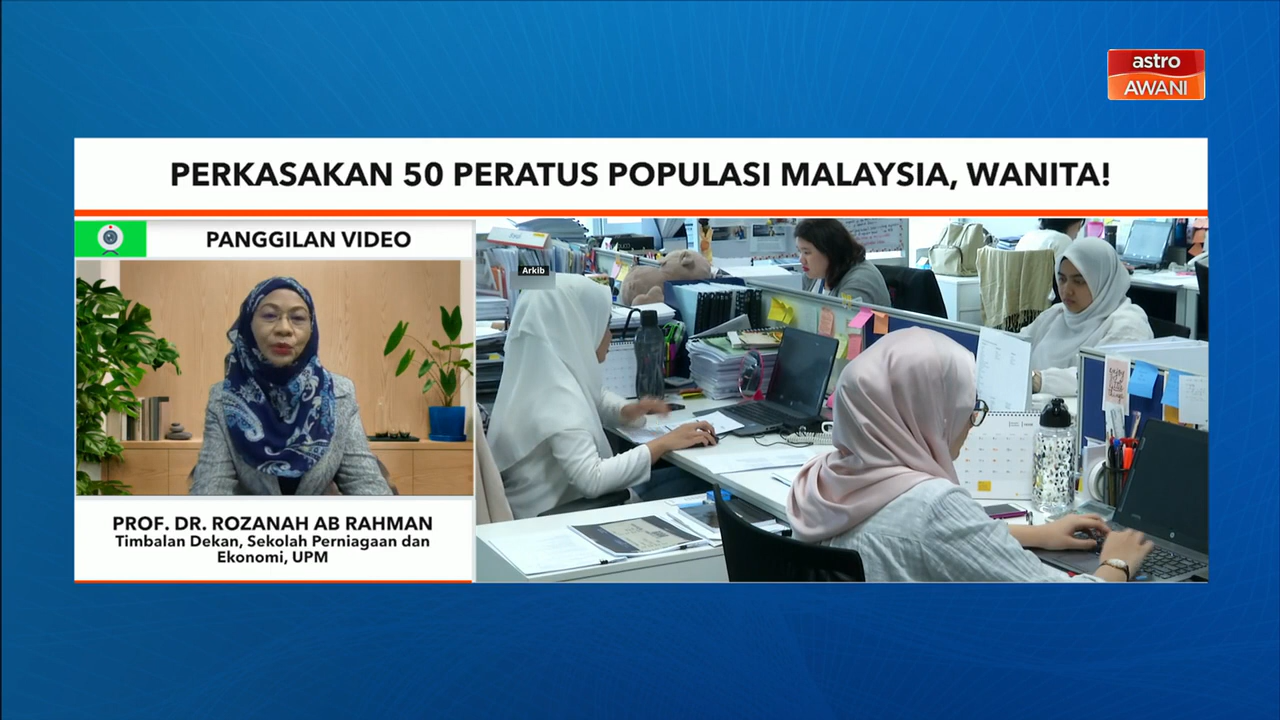 astro
AWANI
PERKASAKAN 50 PERATUS POPULASI MALAYSIA, WANITA!
PANGGILAN VIDEO
Arkib
PROF. DR. ROZANAH AB RAHMAN
Timbalan Dekan, Sekolah Perniagaan dan
Ekonomi, UPM